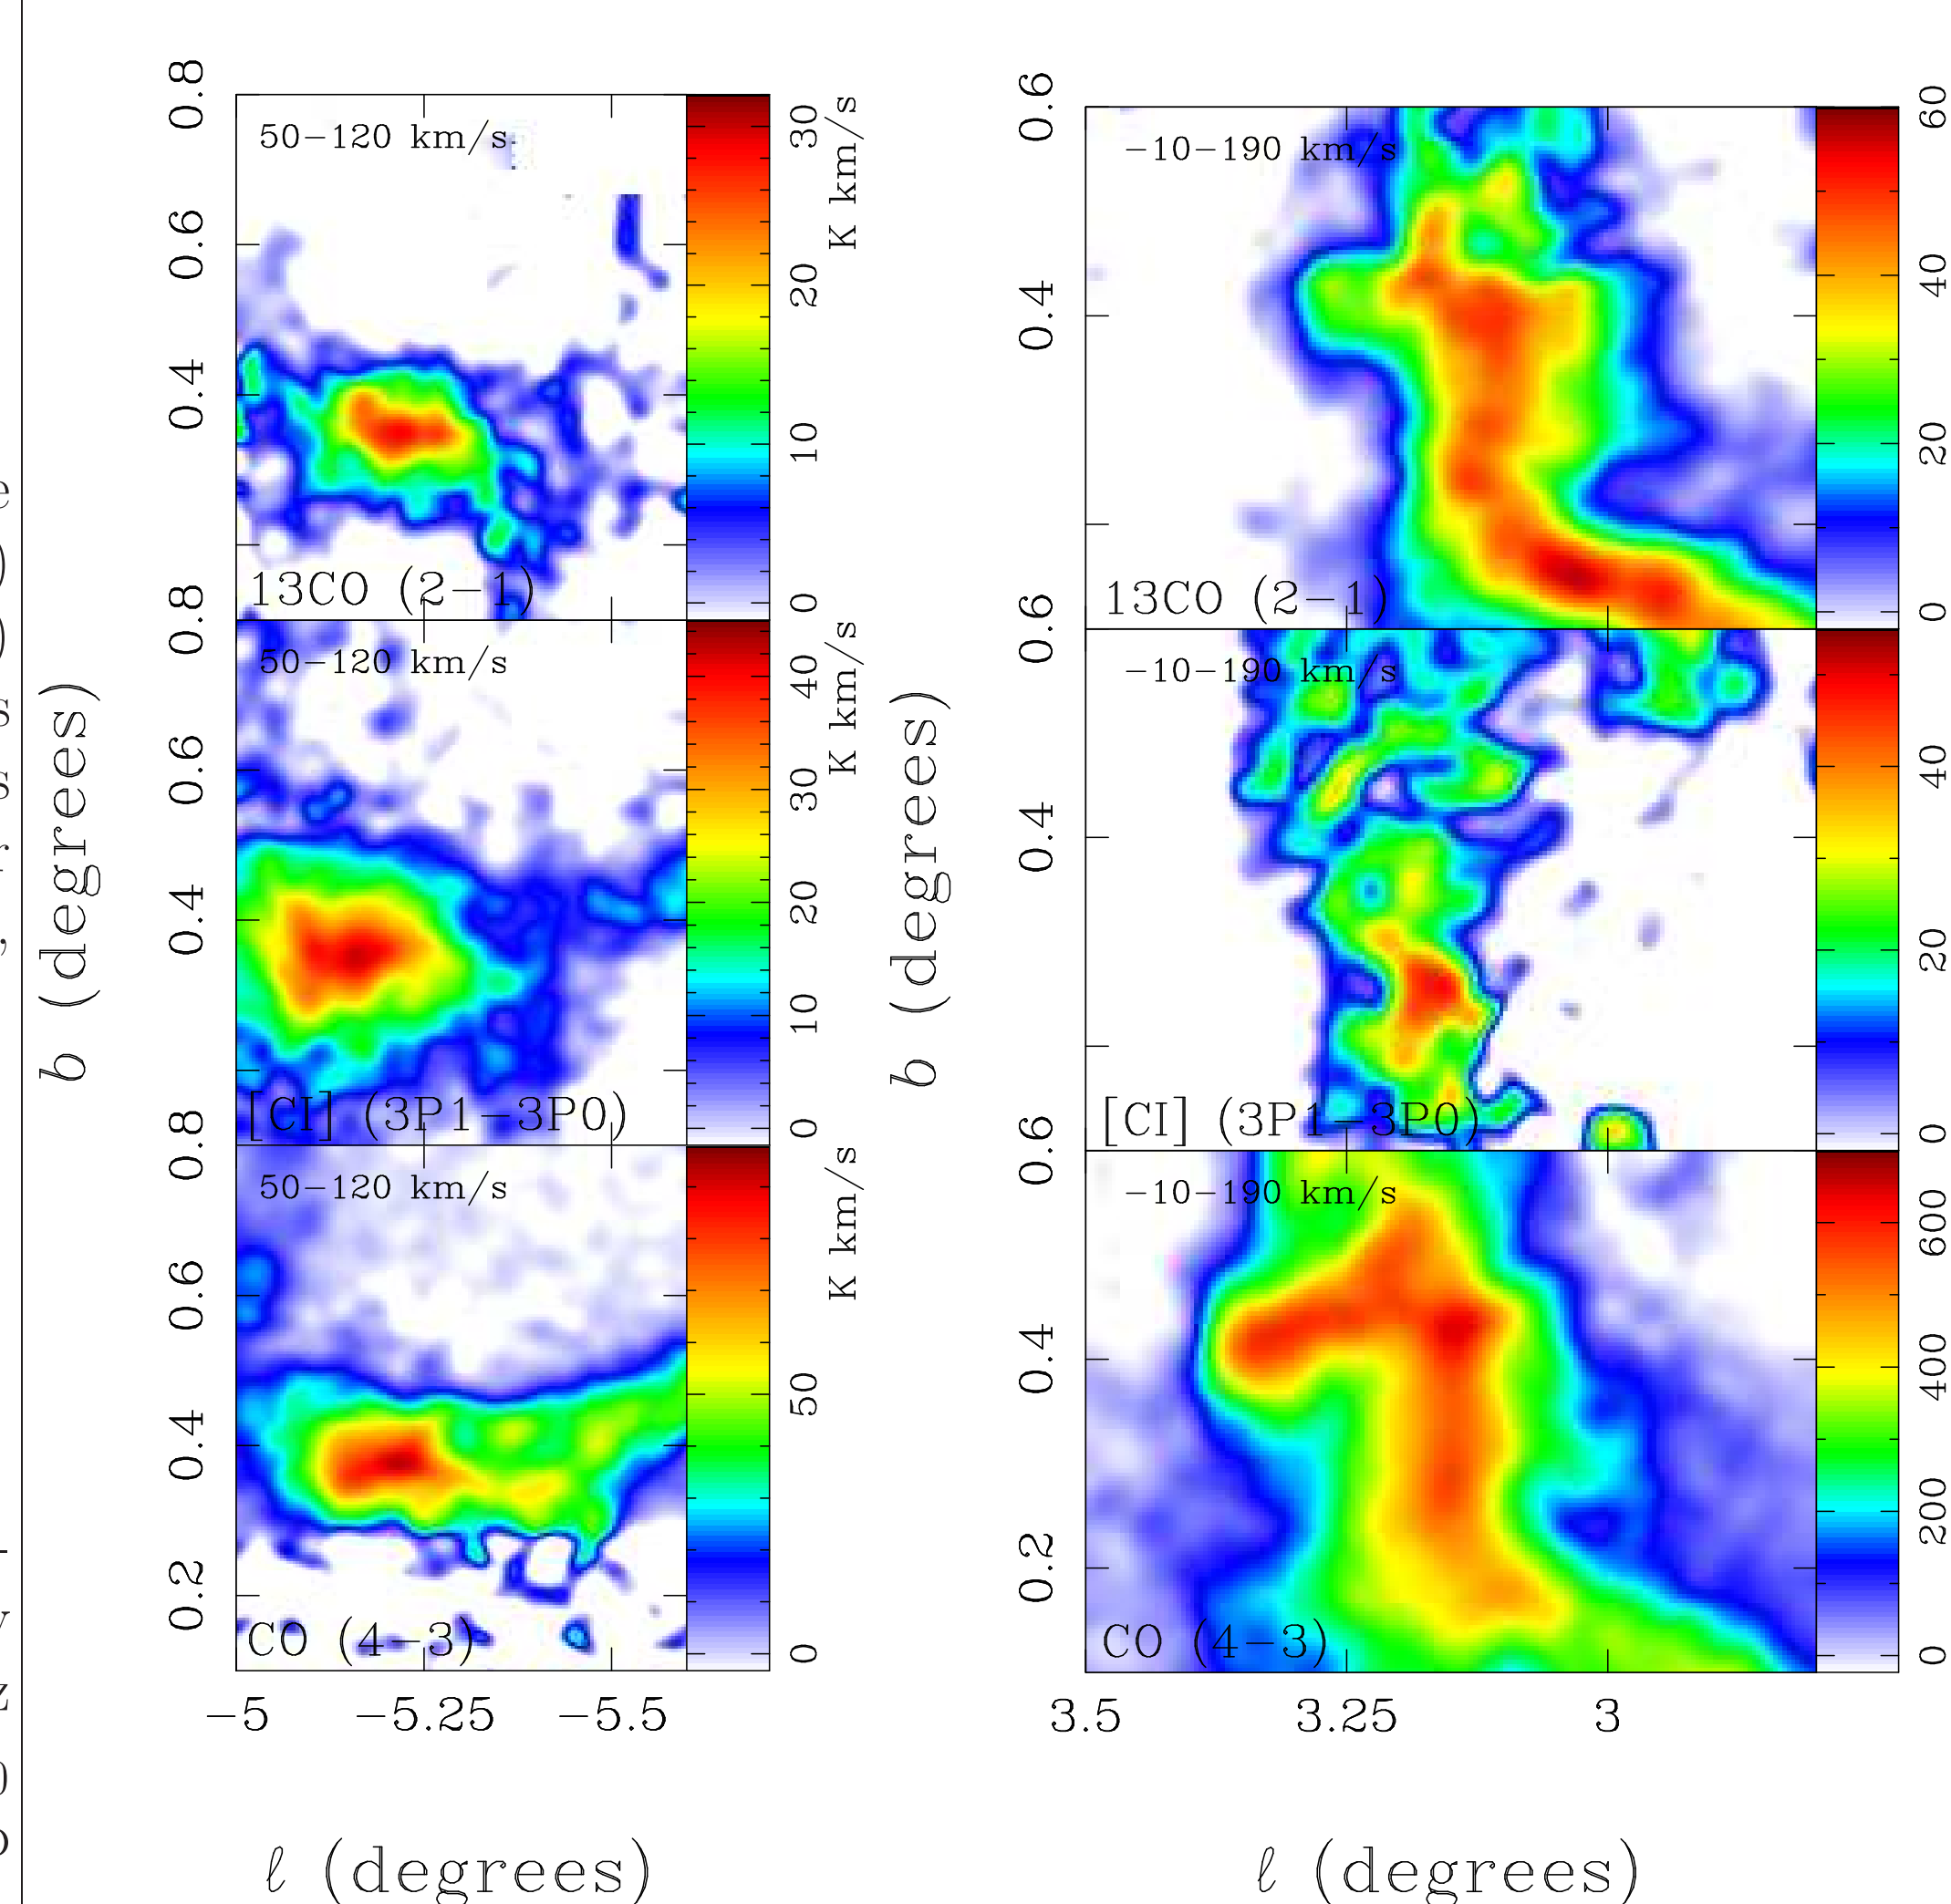 50−120 km/s
13CO (2−1)
0.8
0.6
0.4
0
10
20
30
K km/s
50−120 km/s
[CI] (3P1−3P0)
0.8
0.6
0.4
0
10
20
30
40
K km/s
50−120 km/s
CO (4−3)
0.8
0.6
0.4
0.2
0
50
K km/s
b (degrees)
−5
−5.25
−5.5
ℓ (degrees)
−10−190 km/s
13CO (2−1)
0.6
0.4
0
20
40
60
−10−190 km/s
[CI] (3P1−3P0)
0.6
0.4
0
20
40
−10−190 km/s
CO (4−3)
0.6
0.4
0.2
0
200
400
600
b (degrees)
3.5
3.25
3
ℓ (degrees)